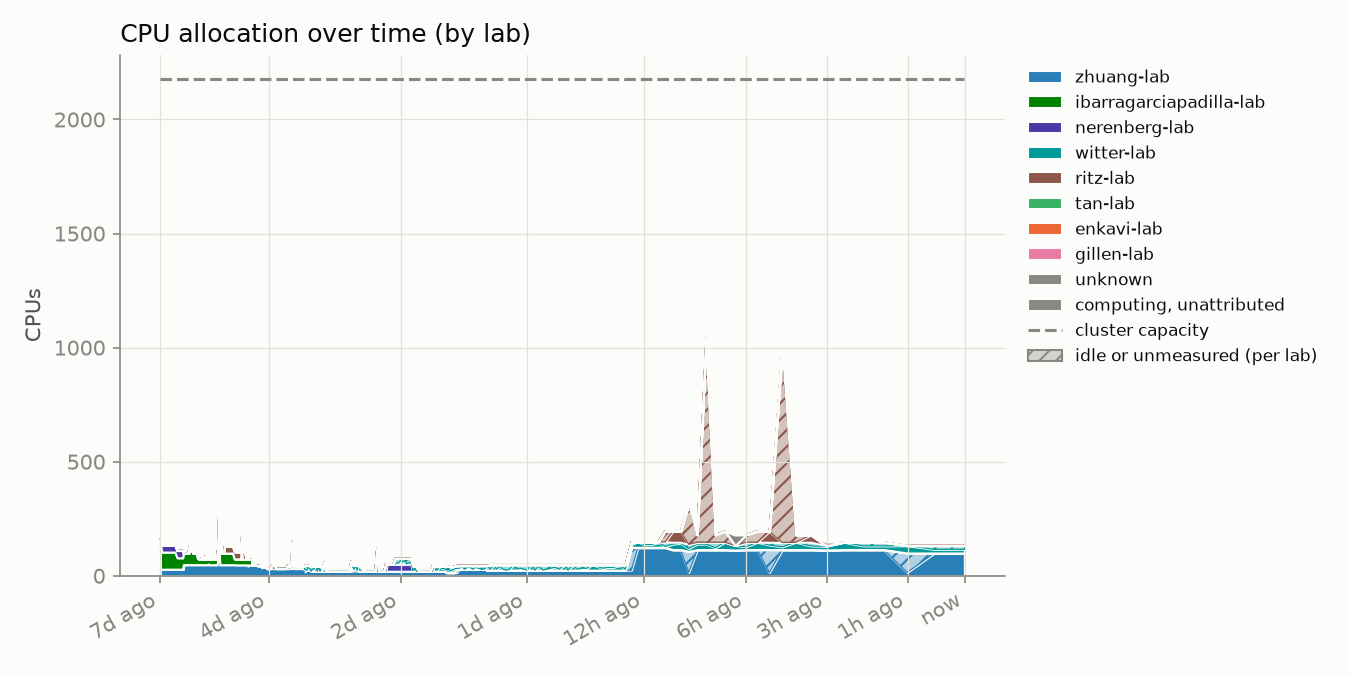 CPU allocation over time (by lab)
CPUs
2000
1500
1000
500
0
7d ago
4d ago
2d ago
1d ago
12h ago
6h ago
3h ago
1h ago
now
zhuang-lab
ibarragarciapadilla-lab
nerenberg-lab
witter-lab
ritz-lab
tan-lab
enkavi-lab
gillen-lab
unknown
computing, unattributed
cluster capacity
idle or unmeasured (per lab)